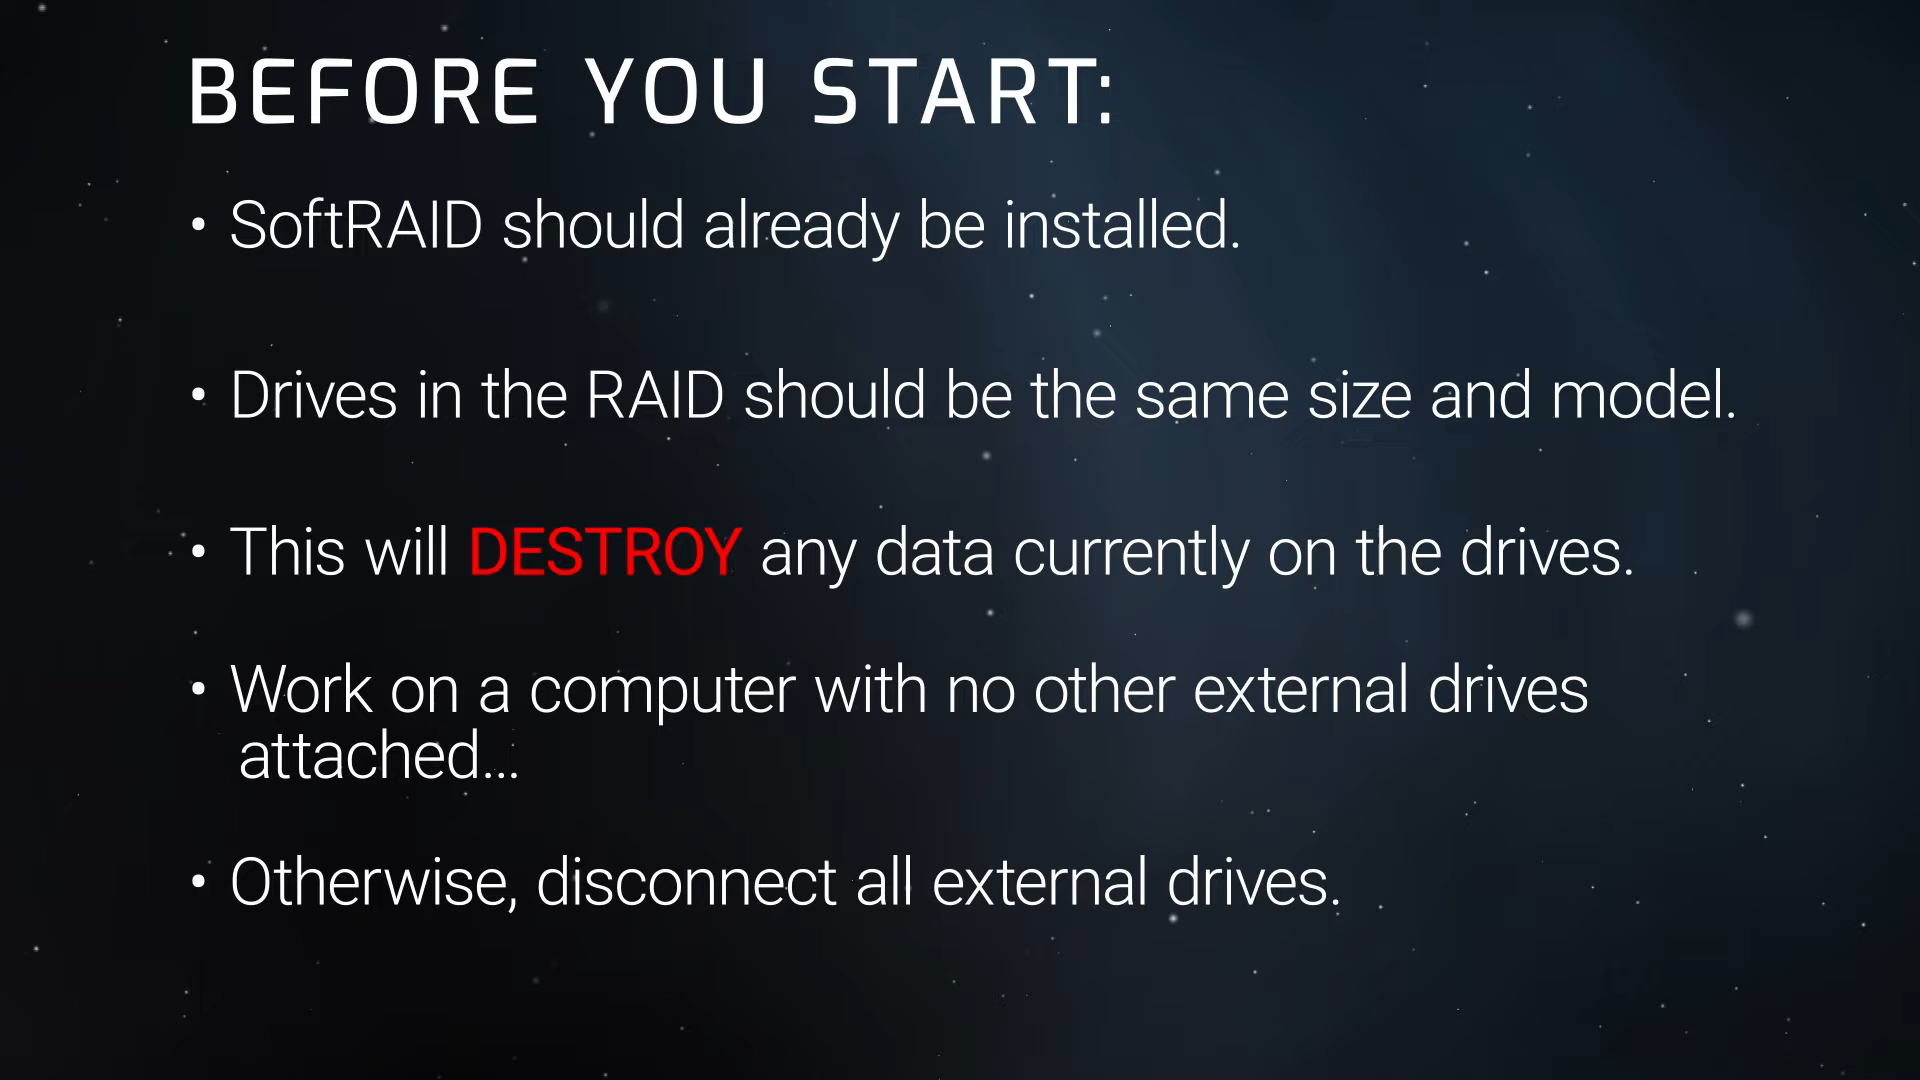 BEFORE YOU START:
• SoftRAID should already be installed.
• Drives in the RAID should be the same size and model.
• This will DESTROY any data currently on the drives.
• Work on a computer with no other external drives
attached...
• Otherwise, disconnect all external drives.